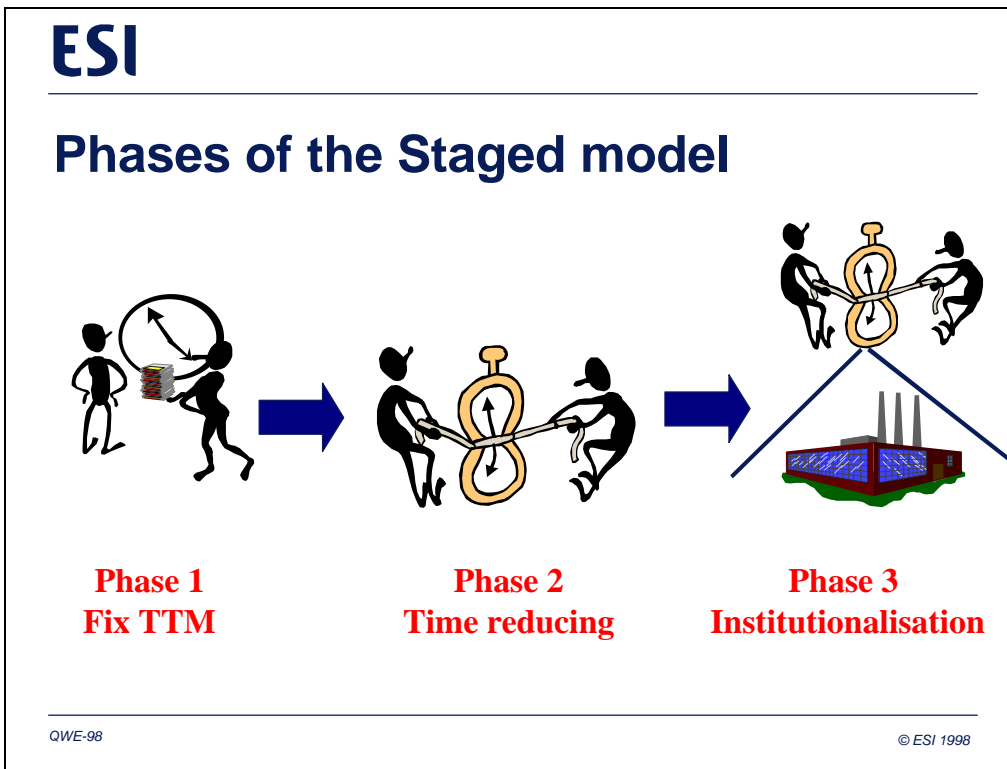 ESI
Phases of the Staged model
Phase 1
Fix TTM
Phase 2
Time reducing
Phase 3
Institutionalisation
QWE-98
© ESI 1998